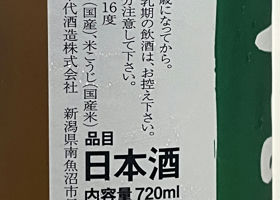 歳になってから。
乳期の飲酒は、お控え下さい。
分注意して下さい。
16度
(国産)、米こうじ(国産米)
代酒造株式会社 新潟県南魚沼市
品目
日本酒
内容量720ml